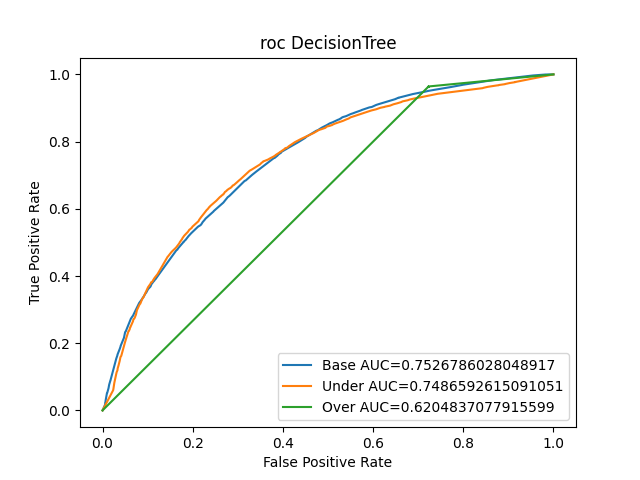 roc DecisionTree
1.0
0.8
0.6
0.4
0.2
0.0
True Positive Rate
Base AUC=0.7526786028048917
Under AUC=0.7486592615091051
Over AUC=0.6204837077915599
0.0 0.2 0.4 0.6 0.8 1.0
False Positive Rate